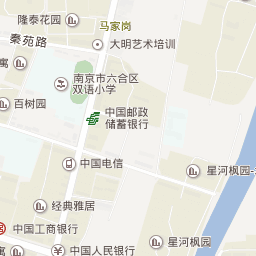 隆泰花园
马家岗
秦苑路
大明艺术培训
南京市六合区
双语小学
百树园
中国邮政
储蓄银行
寓
中国电信
星河枫园-
寓
经典雅居
中国工商银行
星河枫园
寓
中国人民银行